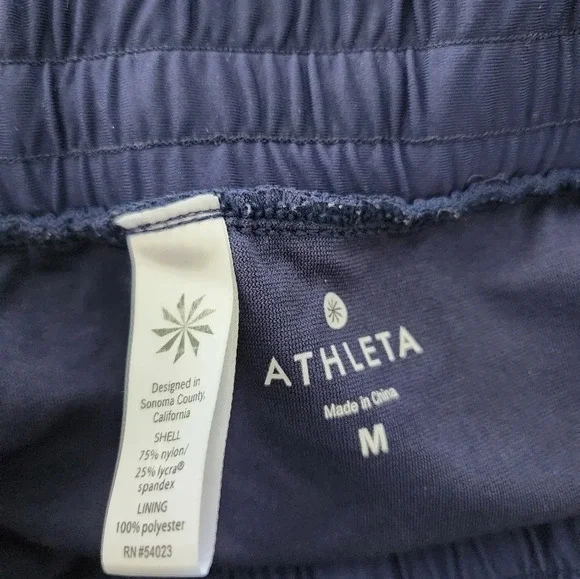 Designed in
Sonoma County,
California
SHELL
75% nylon/
25% lycra®
spandex
LINING
100% polyester
RN #54023
ATHLETA
Made in China
M